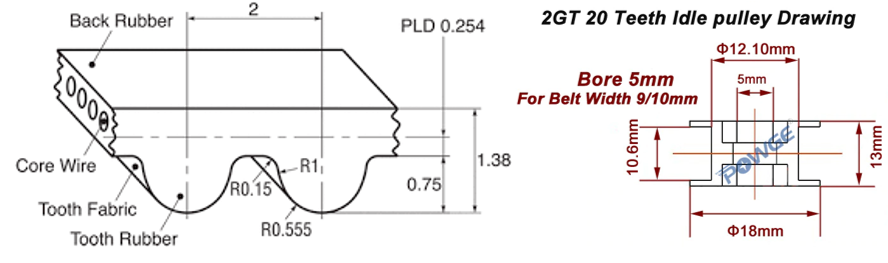 Back Rubber
2
PLD 0.254
Core Wire
Tooth Fabric
Tooth Rubber
R0.15
R1
R0.555
0.75
1.38
2GT 20 Teeth Idle pulley Drawing
Φ12.10mm
Bore 5mm
For Belt Width 9/10mm
5mm
10.6mm
POWGE
13mm
Φ18mm